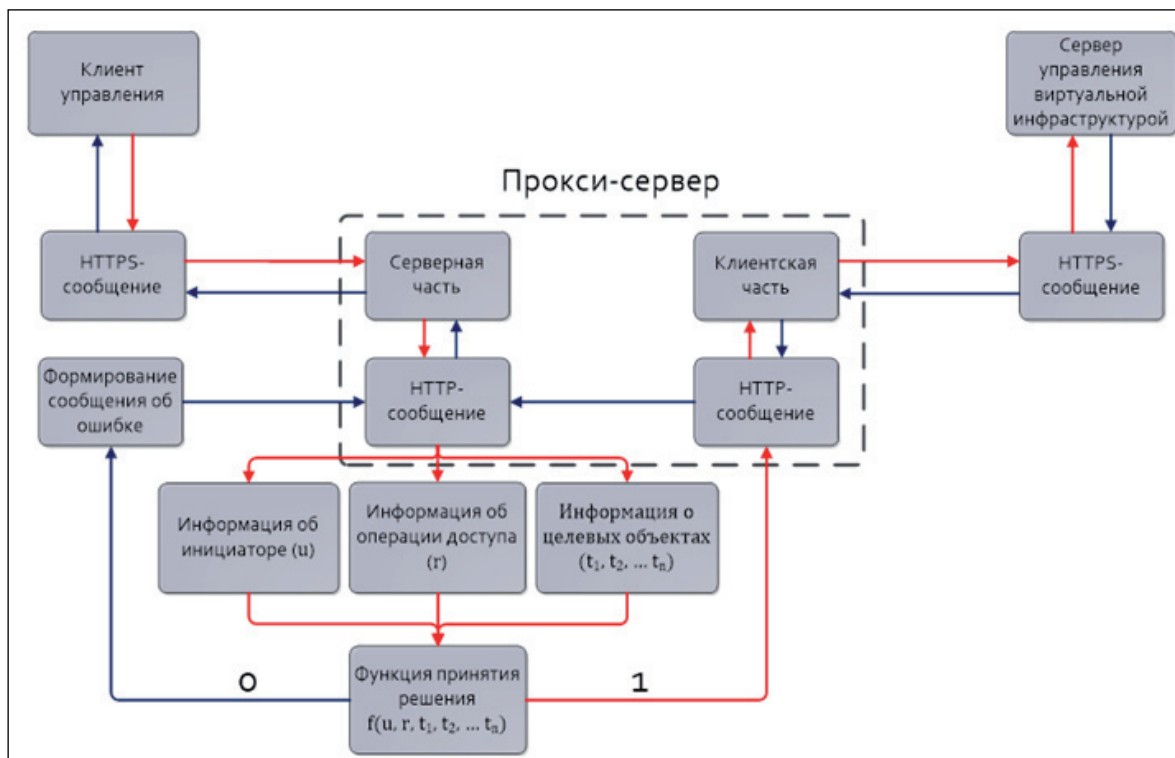 Клиент
управления
Сервер
управления
виртуальной
инфраструктурой
Прокси-сервер
HTTPS-
сообщение
Серверная
часть
Клиентская
часть
HTTPS-
сообщение
Формирование
сообщения об
ошибке
HTTP-
сообщение
HTTP-
сообщение
Информация об
инициаторе (u)
Информация об
операции доступа
(r)
Информация о
целевых объектах
(t₁, t₂, ... tₙ)
0
Функция принятия
решения
f(u, r, t₁, t₂, ... tₙ)
1